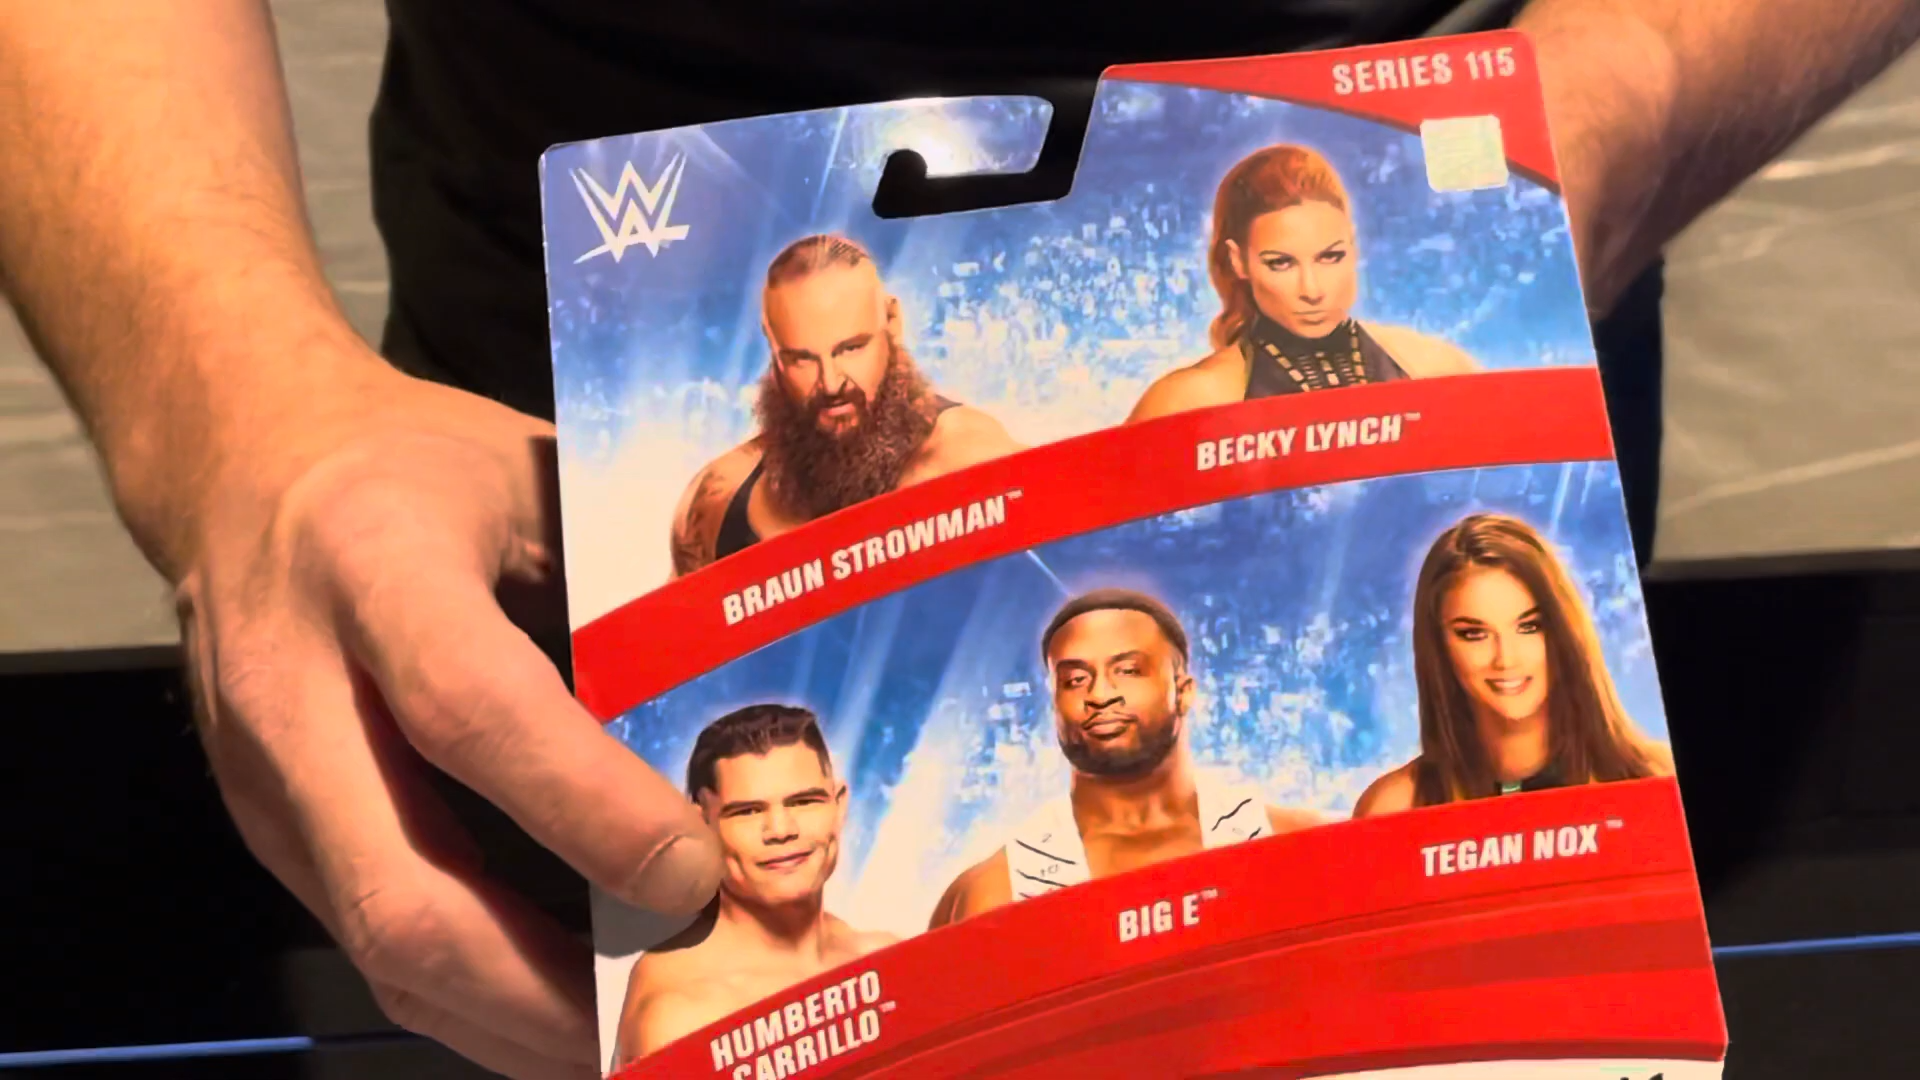 SERIES 115
W
BECKY LYNCH™
BRAUN STROWMAN™
TEGAN NOX™
BIG E™
HUMBERTO
CARRILLO™